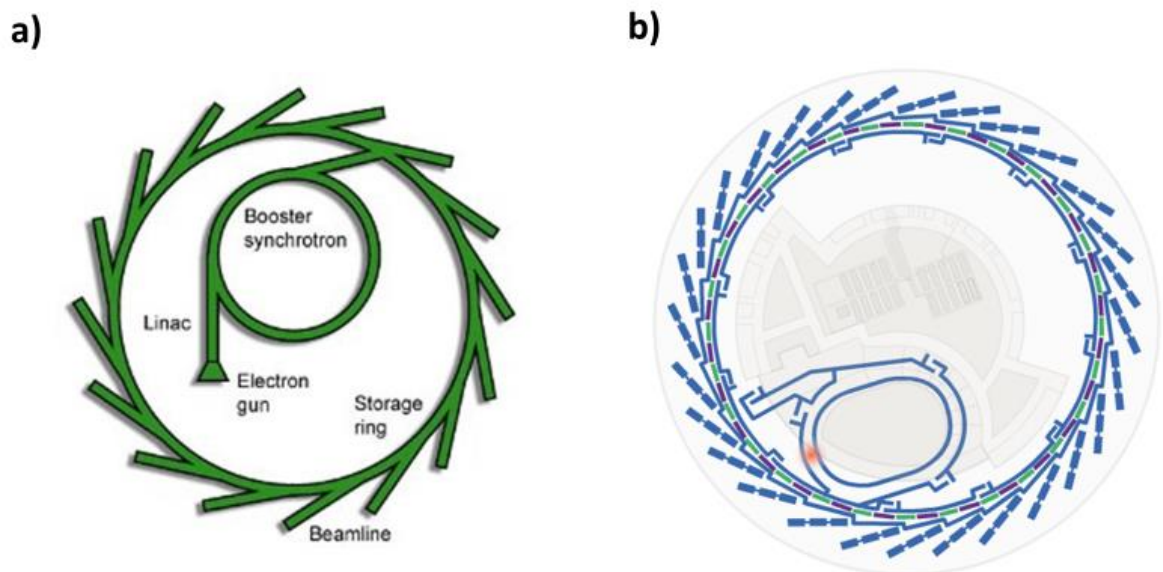 a)
b)
Booster
synchrotron
Linac
Electron
gun
Storage
ring
Beamline